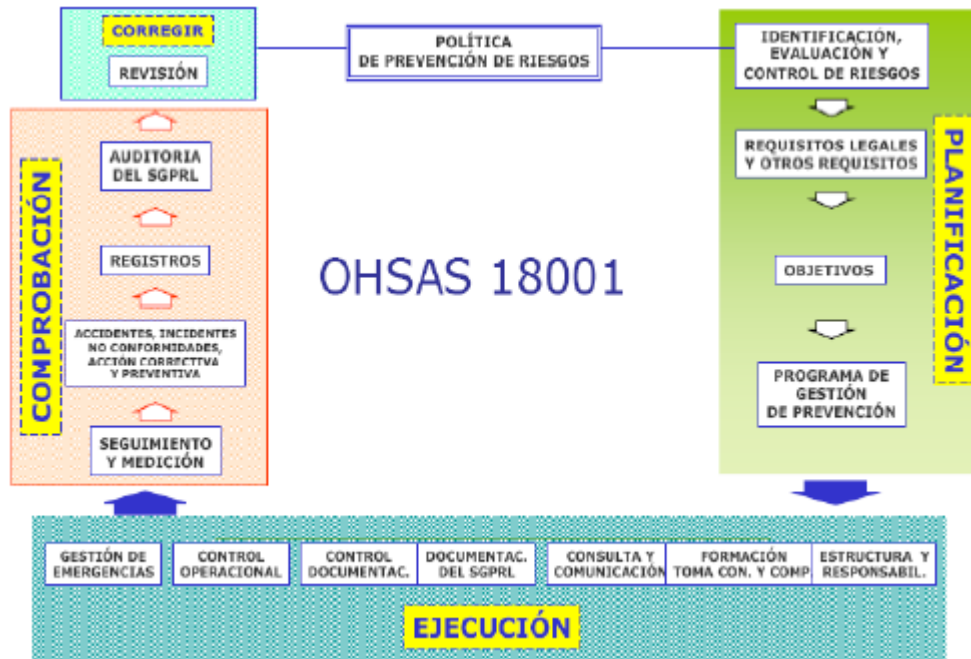 CORREGIR
REVISIÓN
POLÍTICA
DE PREVENCIÓN DE RIESGOS
IDENTIFICACIÓN,
EVALUACIÓN Y
CONTROL DE RIESGOS
REQUISITOS LEGALES
Y OTROS REQUISITOS
OBJETIVOS
PROGRAMA DE
GESTIÓN
DE PREVENCIÓN
PLANIFICACIÓN
OHSAS 18001
COMPROBACIÓN
AUDITORIA
DEL SGPRL
REGISTROS
ACCIDENTES, INCIDENTES
NO CONFORMIDADES,
ACCIÓN CORRECTIVA
Y PREVENTIVA
SEGUIMIENTO
Y MEDICIÓN
GESTIÓN DE
EMERGENCIAS
CONTROL
OPERACIONAL
CONTROL
DOCUMENTAC.
DOCUMENTAC.
DEL SGPRL
CONSULTA Y
COMUNICACIÓN
FORMACIÓN
TOMA CON. Y COMP
ESTRUCTURA Y
RESPONSABIL.
EJECUCIÓN